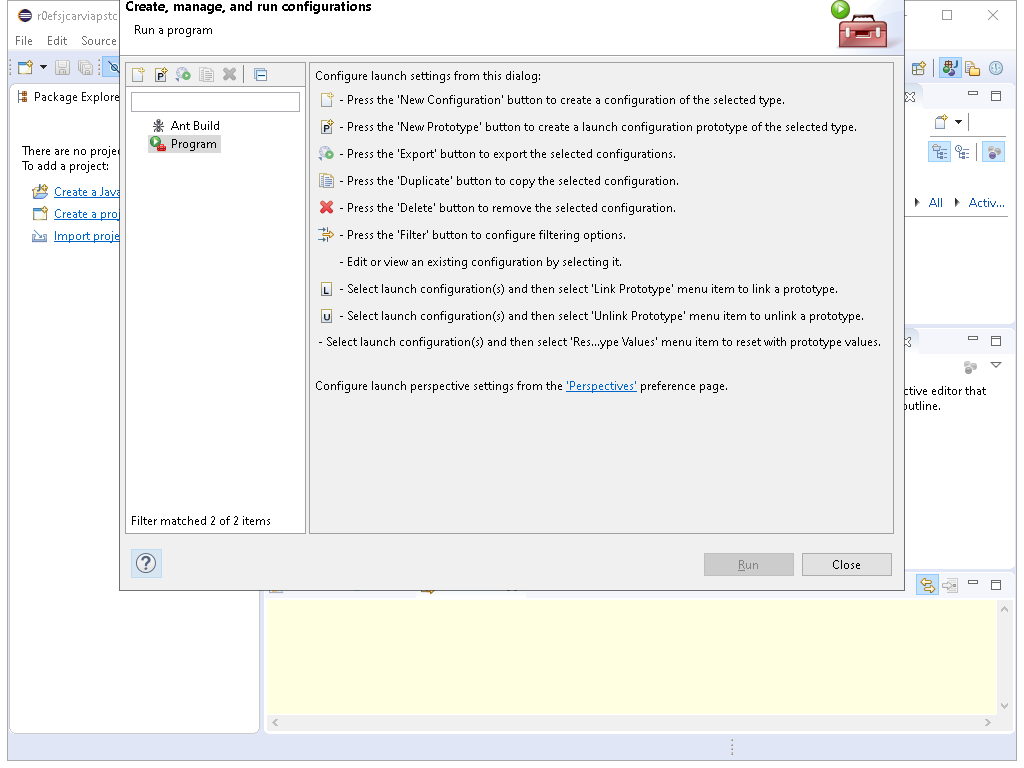 Create, manage, and run configurations
r0efsjcarviapstc
Run a program
File Edit Source
Package Explore
Configure launch settings from this dialog:
- Press the 'New Configuration' button to create a configuration of the selected type.
Ant Build
- Press the 'New Prototype' button to create a launch configuration prototype of the selected type.
Program
There are no projec
- Press the 'Export' button to export the selected configurations.
To add a project:
- Press the 'Duplicate' button to copy the selected configuration.
Create a Java
All Activ...
- Press the 'Delete' button to remove the selected configuration.
Create a proj
- Press the 'Filter' button to configure filtering options.
Import proje
- Edit or view an existing configuration by selecting it.
L - Select launch configuration(s) and then select 'Link Prototype' menu item to link a prototype.
U - Select launch configuration(s) and then select 'Unlink Prototype' menu item to unlink a prototype.
- Select launch configuration(s) and then select 'Res...ype Values' menu item to reset with prototype values.
Configure launch perspective settings from the 'Perspectives' preference page.
ctive editor that
outline.
Filter matched 2 of 2 items
Run Close